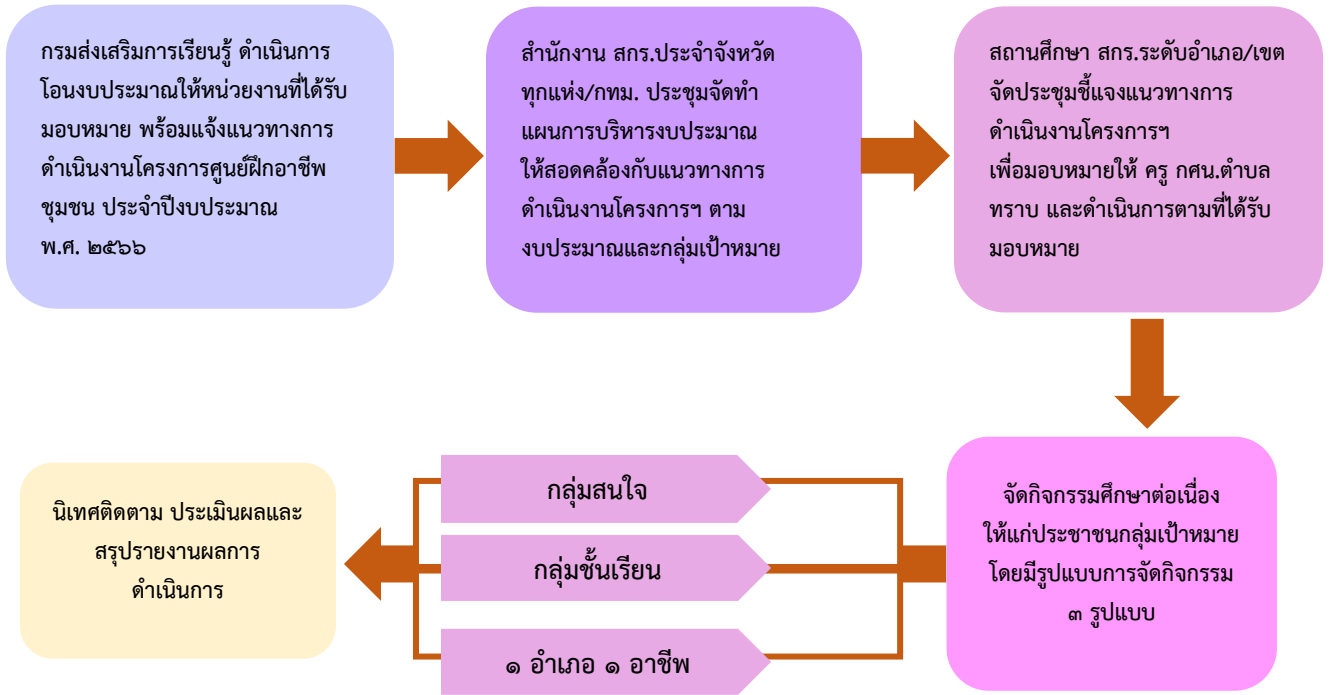 กรมส่งเสริมการเรียนรู้ ดำเนินการ
โอนงบประมาณให้หน่วยงานที่ได้รับ
มอบหมาย พร้อมแจ้งแนวทางการ
ดำเนินงานโครงการศูนย์ฝึกอาชีพ
ชุมชน ประจำปีงบประมาณ
พ.ศ. ๒๕๖๖
สำนักงาน สกร.ประจำจังหวัด
ทุกแห่ง/กทม. ประชุมจัดทำ
แผนการบริหารงบประมาณ
ให้สอดคล้องกับแนวทางการ
ดำเนินงานโครงการฯ ตาม
งบประมาณและกลุ่มเป้าหมาย
สถานศึกษา สกร.ระดับอำเภอ/เขต
จัดประชุมชี้แจงแนวทางการ
ดำเนินงานโครงการฯ
เพื่อมอบหมายให้ ครู กศน.ตำบล
ทราบ และดำเนินการตามที่ได้รับ
มอบหมาย
จัดกิจกรรมศึกษาต่อเนื่อง
ให้แก่ประชาชนกลุ่มเป้าหมาย
โดยมีรูปแบบการจัดกิจกรรม
๓ รูปแบบ
กลุ่มสนใจ
กลุ่มชั้นเรียน
๑ อำเภอ ๑ อาชีพ
นิเทศติดตาม ประเมินผลและ
สรุปรายงานผลการ
ดำเนินการ